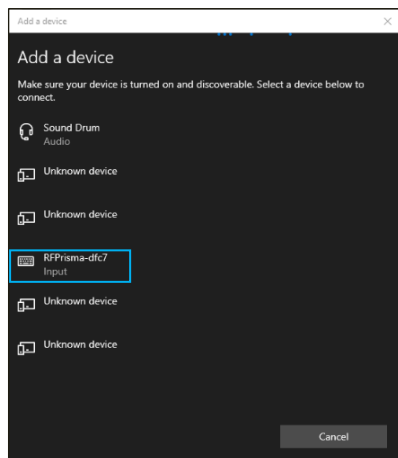 Add a device
Add a device
Make sure your device is turned on and discoverable. Select a device below to
connect.
Sound Drum
Audio
Unknown device
Unknown device
RFPrisma-dfc7
Input
Unknown device
Unknown device
Cancel